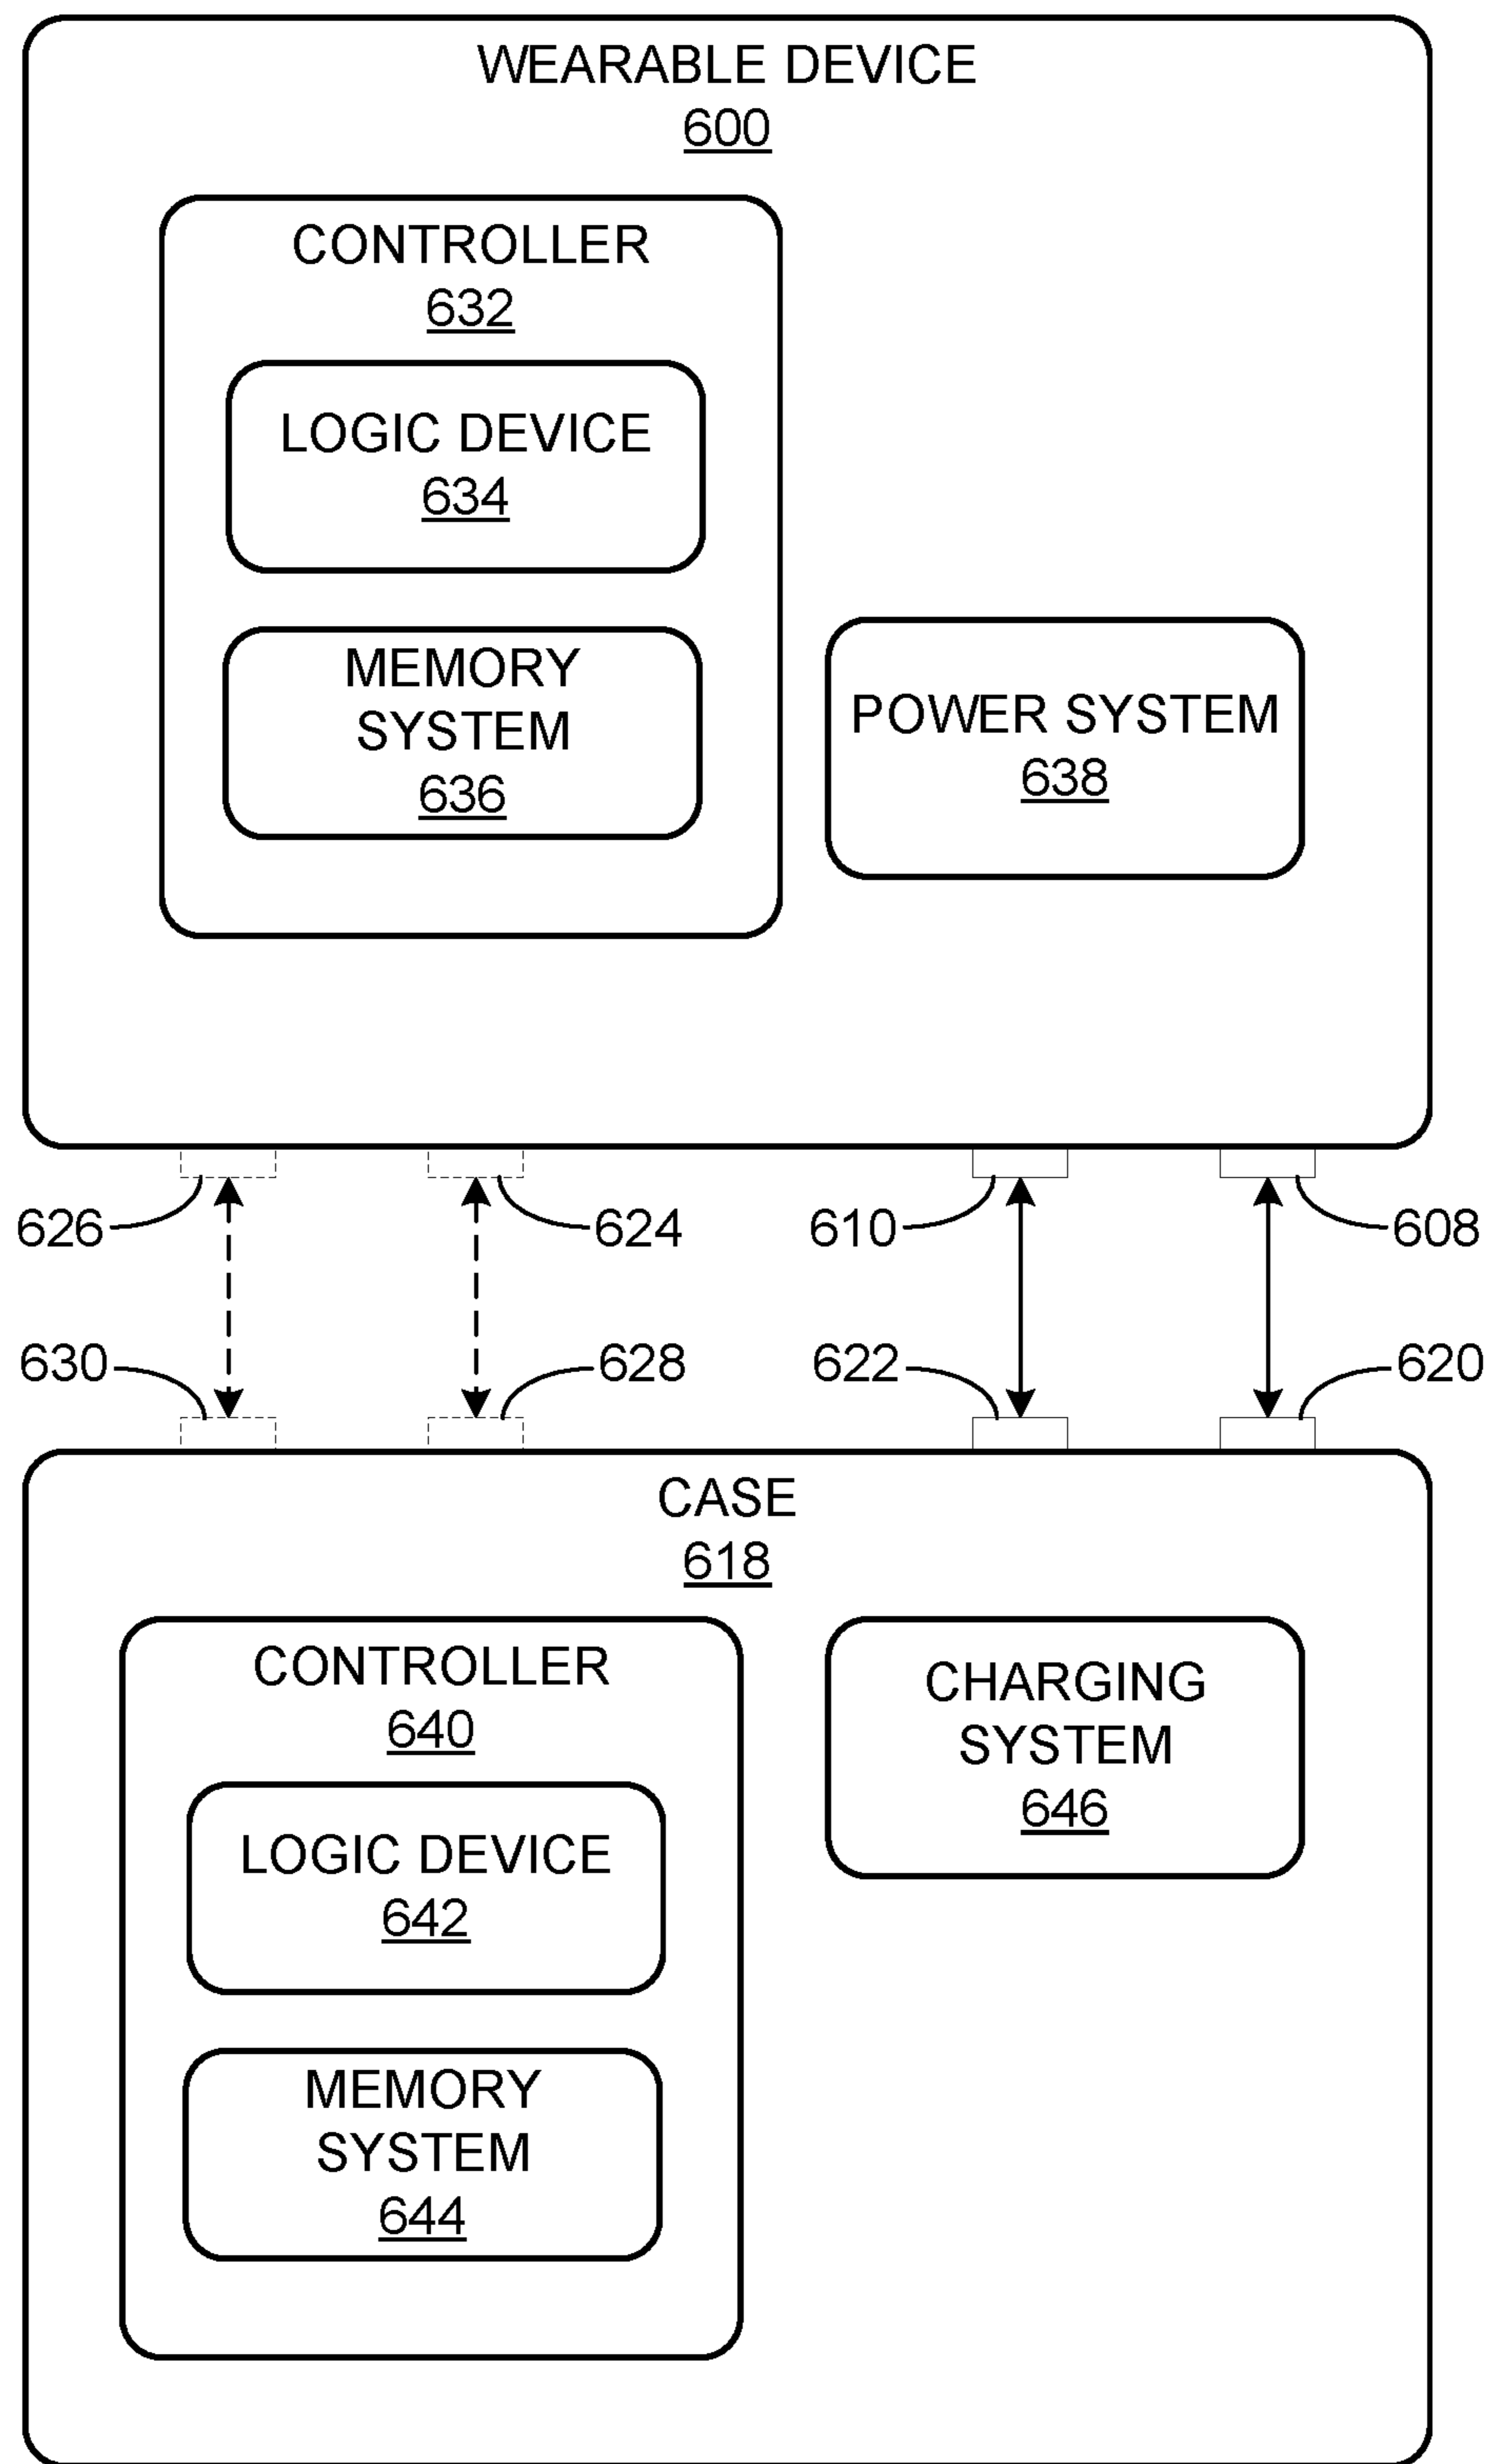 WEARABLE DEVICE
600
CONTROLLER
632
LOGIC DEVICE
634
MEMORY
SYSTEM
636
POWER SYSTEM
638
626
624
610
608
630
628
622
620
CASE
618
CONTROLLER
640
LOGIC DEVICE
642
MEMORY
SYSTEM
644
CHARGING
SYSTEM
646